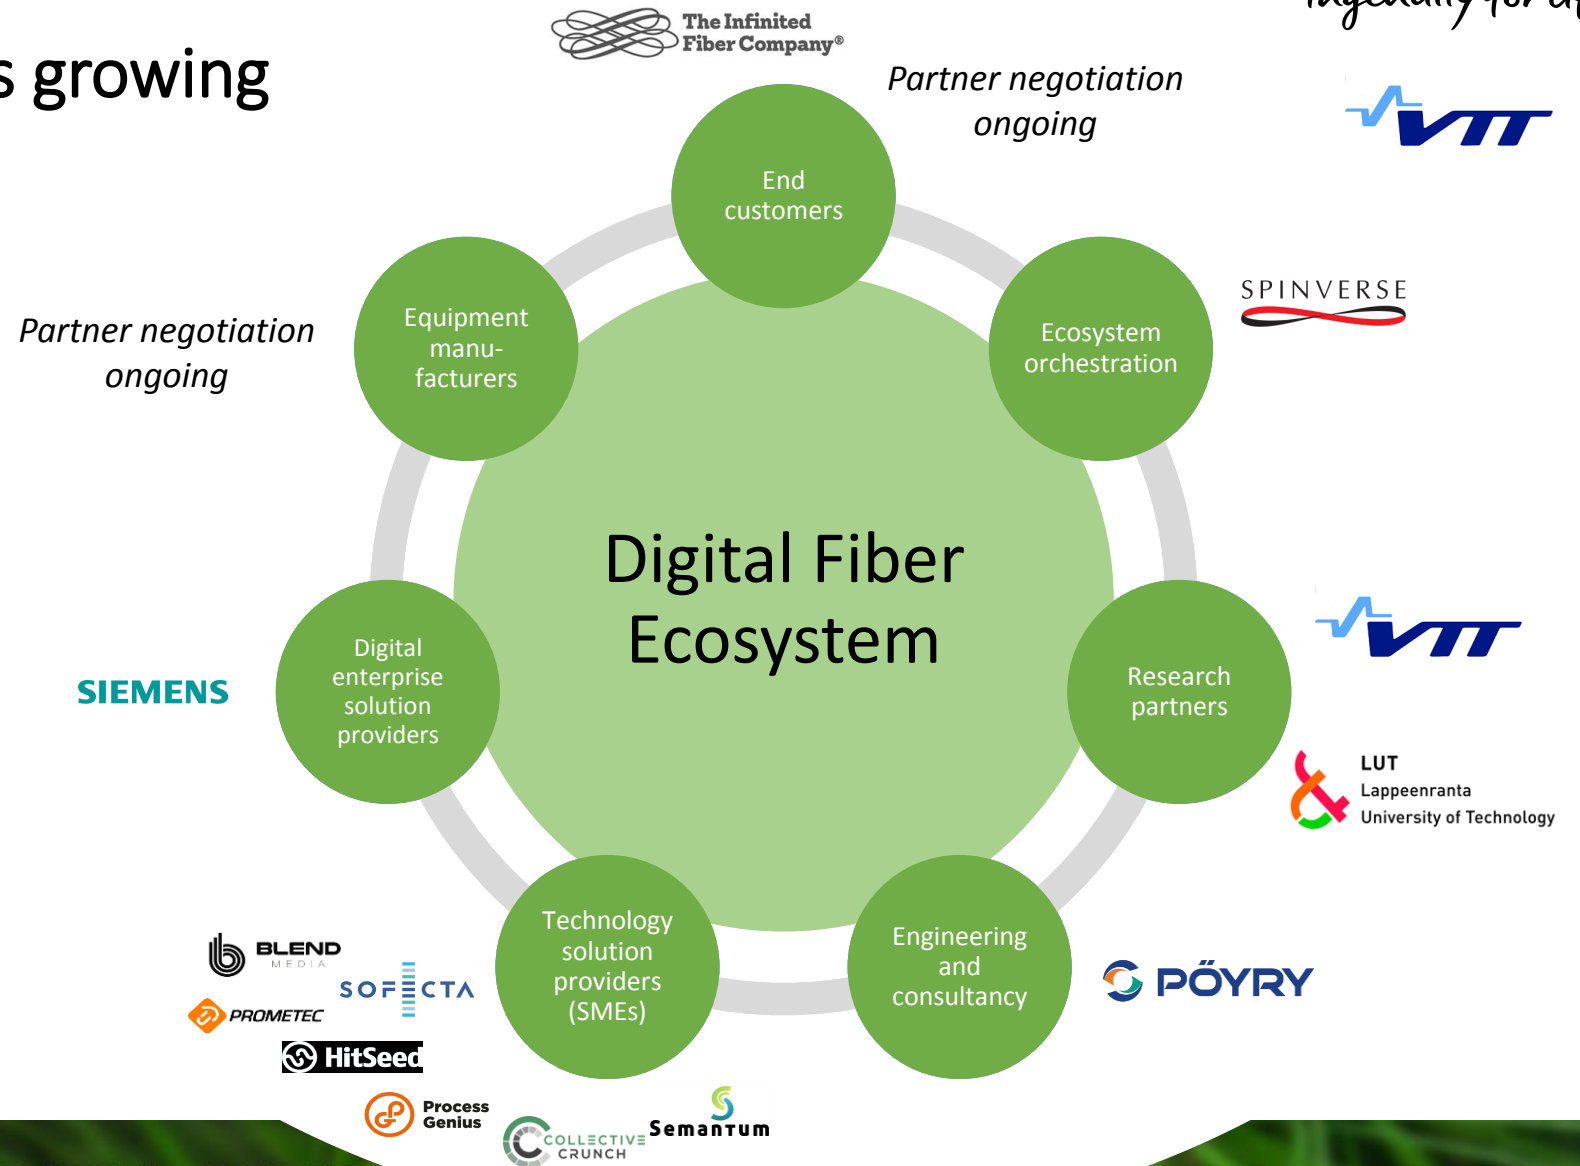 The Infinited
Fiber Company®
s growing
Partner negotiation
ongoing
VTT
End
customers
SPINVERSE
Equipment
manu-
facturers
Ecosystem
orchestration
Partner negotiation
ongoing
Digital Fiber
Ecosystem
VTT
Digital
enterprise
solution
providers
SIEMENS
Research
partners
LUT
Lappeenranta
University of Technology
Technology
solution
providers
(SMEs)
Engineering
and
consultancy
PÖYRY
BLEND
MEDIA
SOFECTA
PROMETEC
HitSeed
Process
Genius
COLLECTIVE
CRUNCH
Semantum